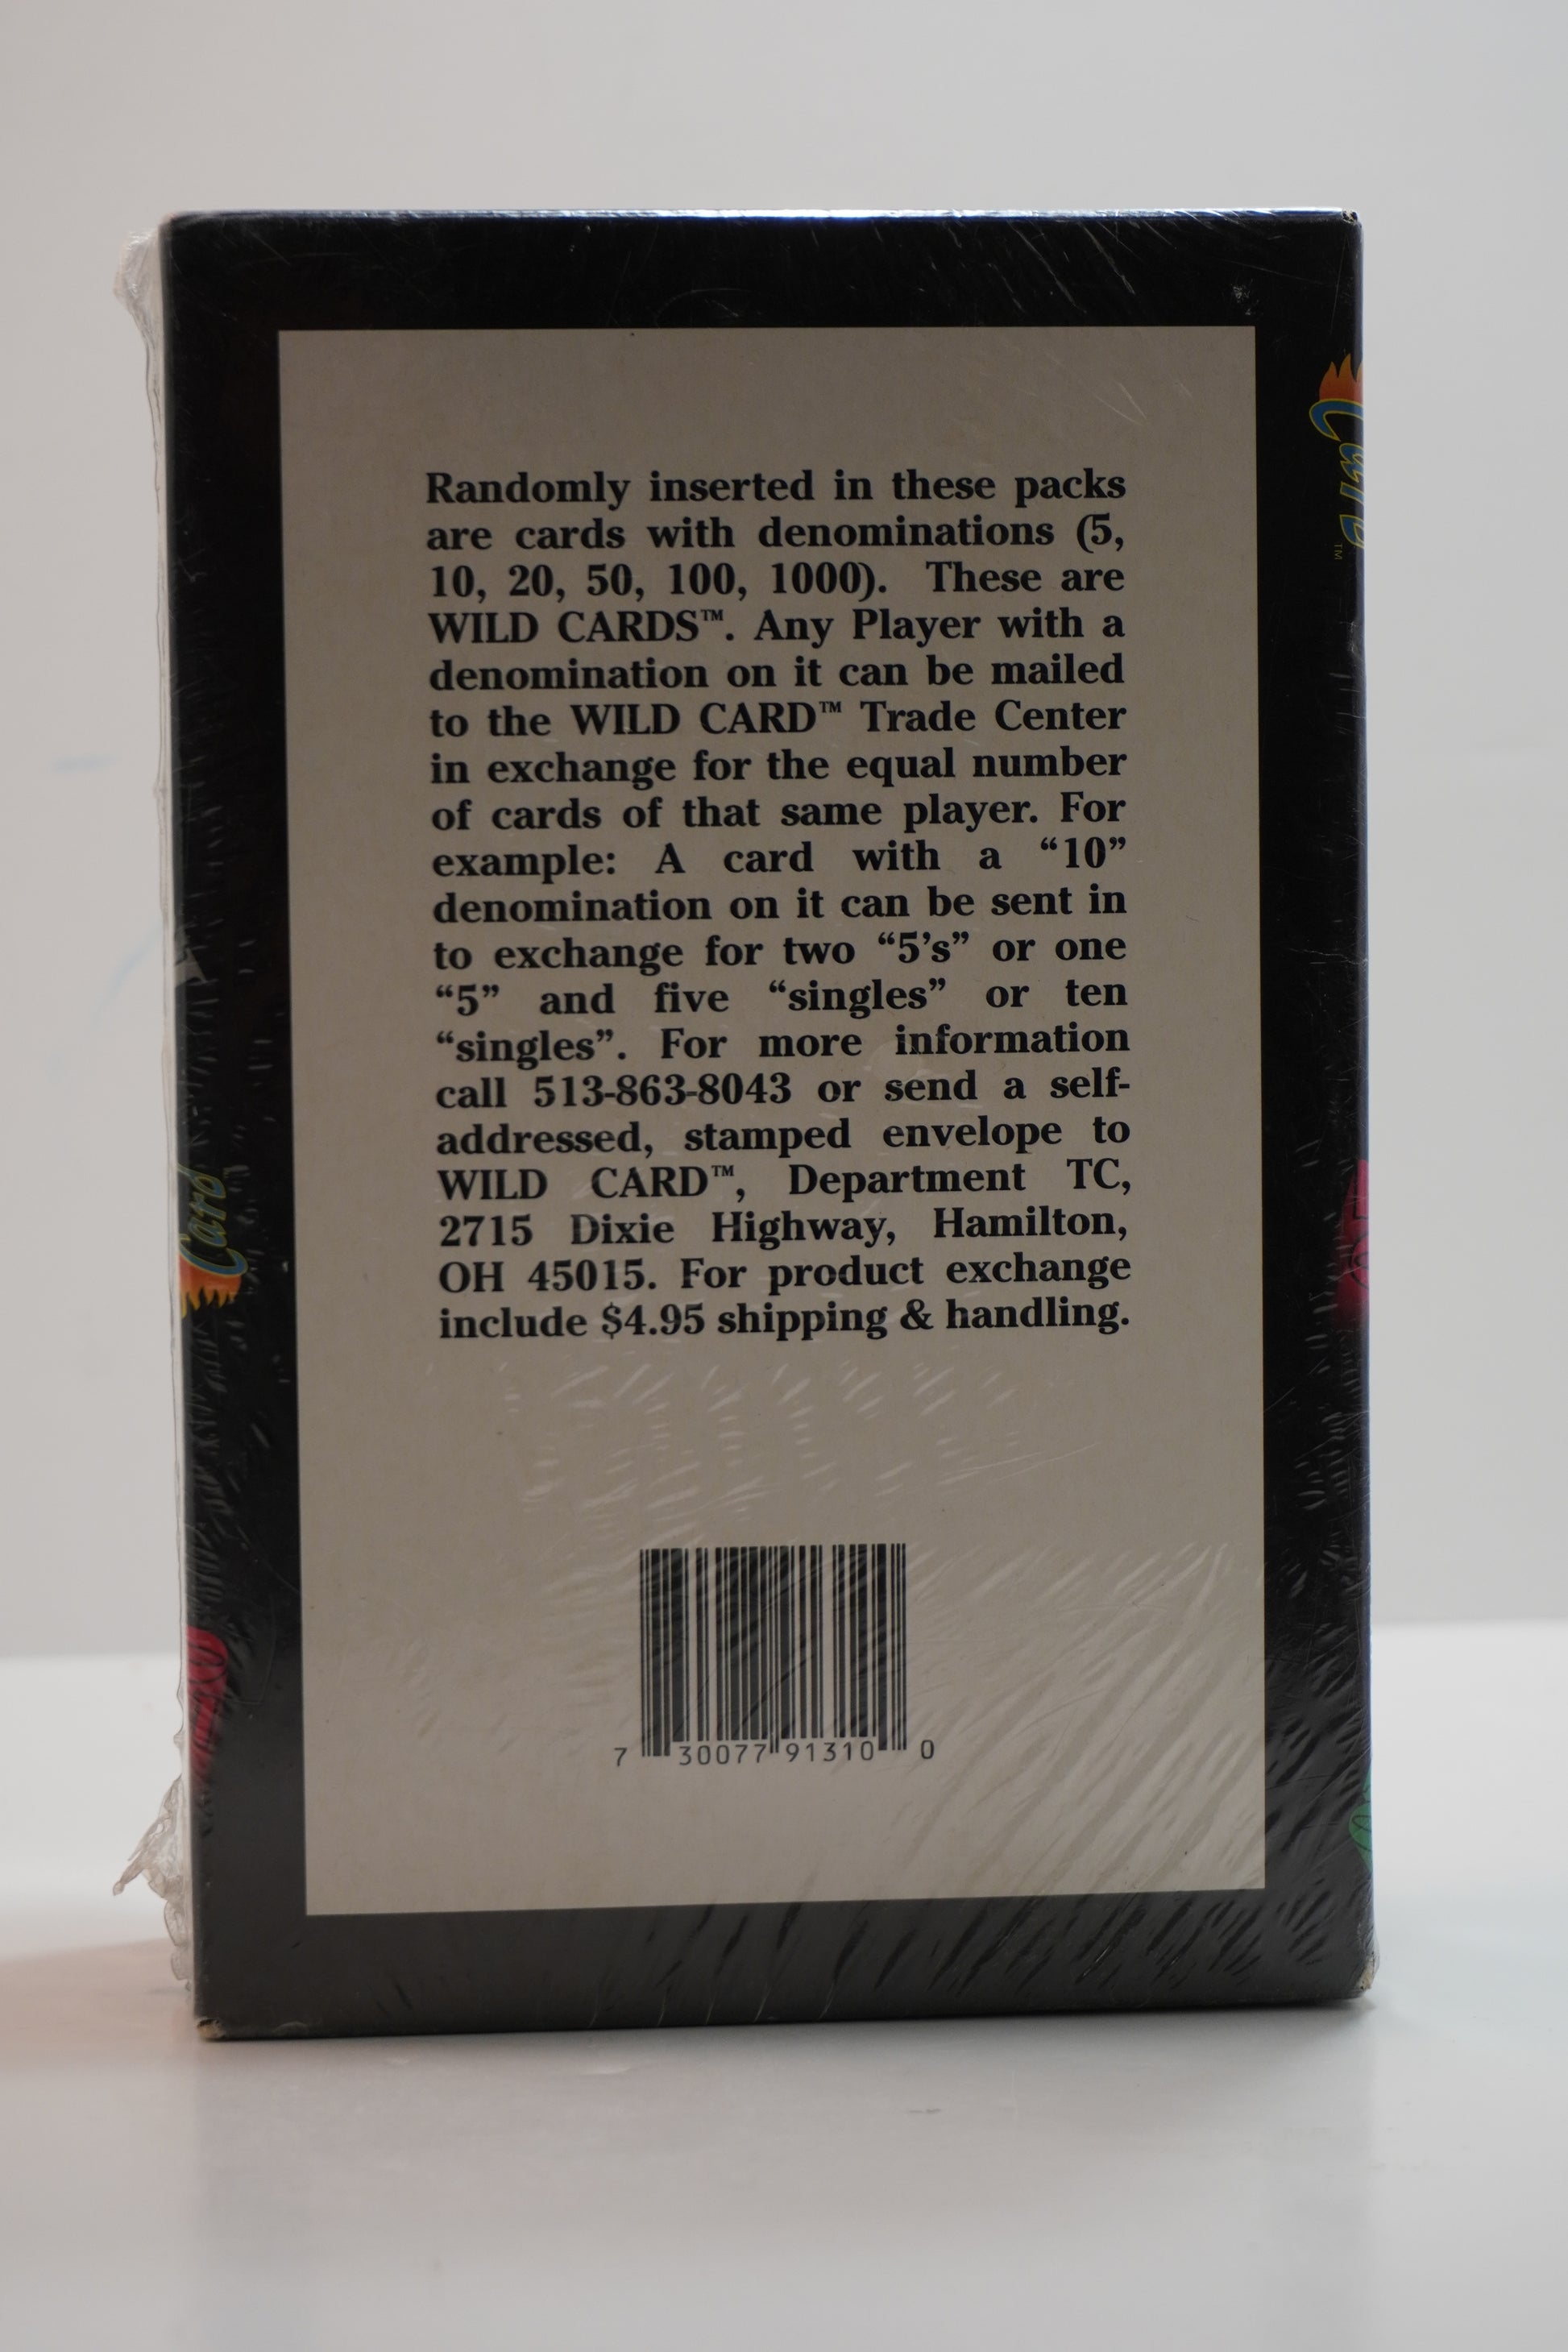 Randomly inserted in these packs
are cards with denominations (5,
10, 20, 50, 100, 1000). These are
WILD CARDS™. Any Player with a
denomination on it can be mailed
to the WILD CARD™ Trade Center
in exchange for the equal number
of cards of that same player. For
example: A card with a “10”
denomination on it can be sent in
to exchange for two “5’s” or one
“5” and five “singles” or ten
“singles”. For more information
call 513-863-8043 or send a self-
addressed, stamped envelope to
WILD CARD™, Department TC,
2715 Dixie Highway, Hamilton,
OH 45015. For product exchange
include $4.95 shipping & handling.
7 30077 91310 0
Card
Card™